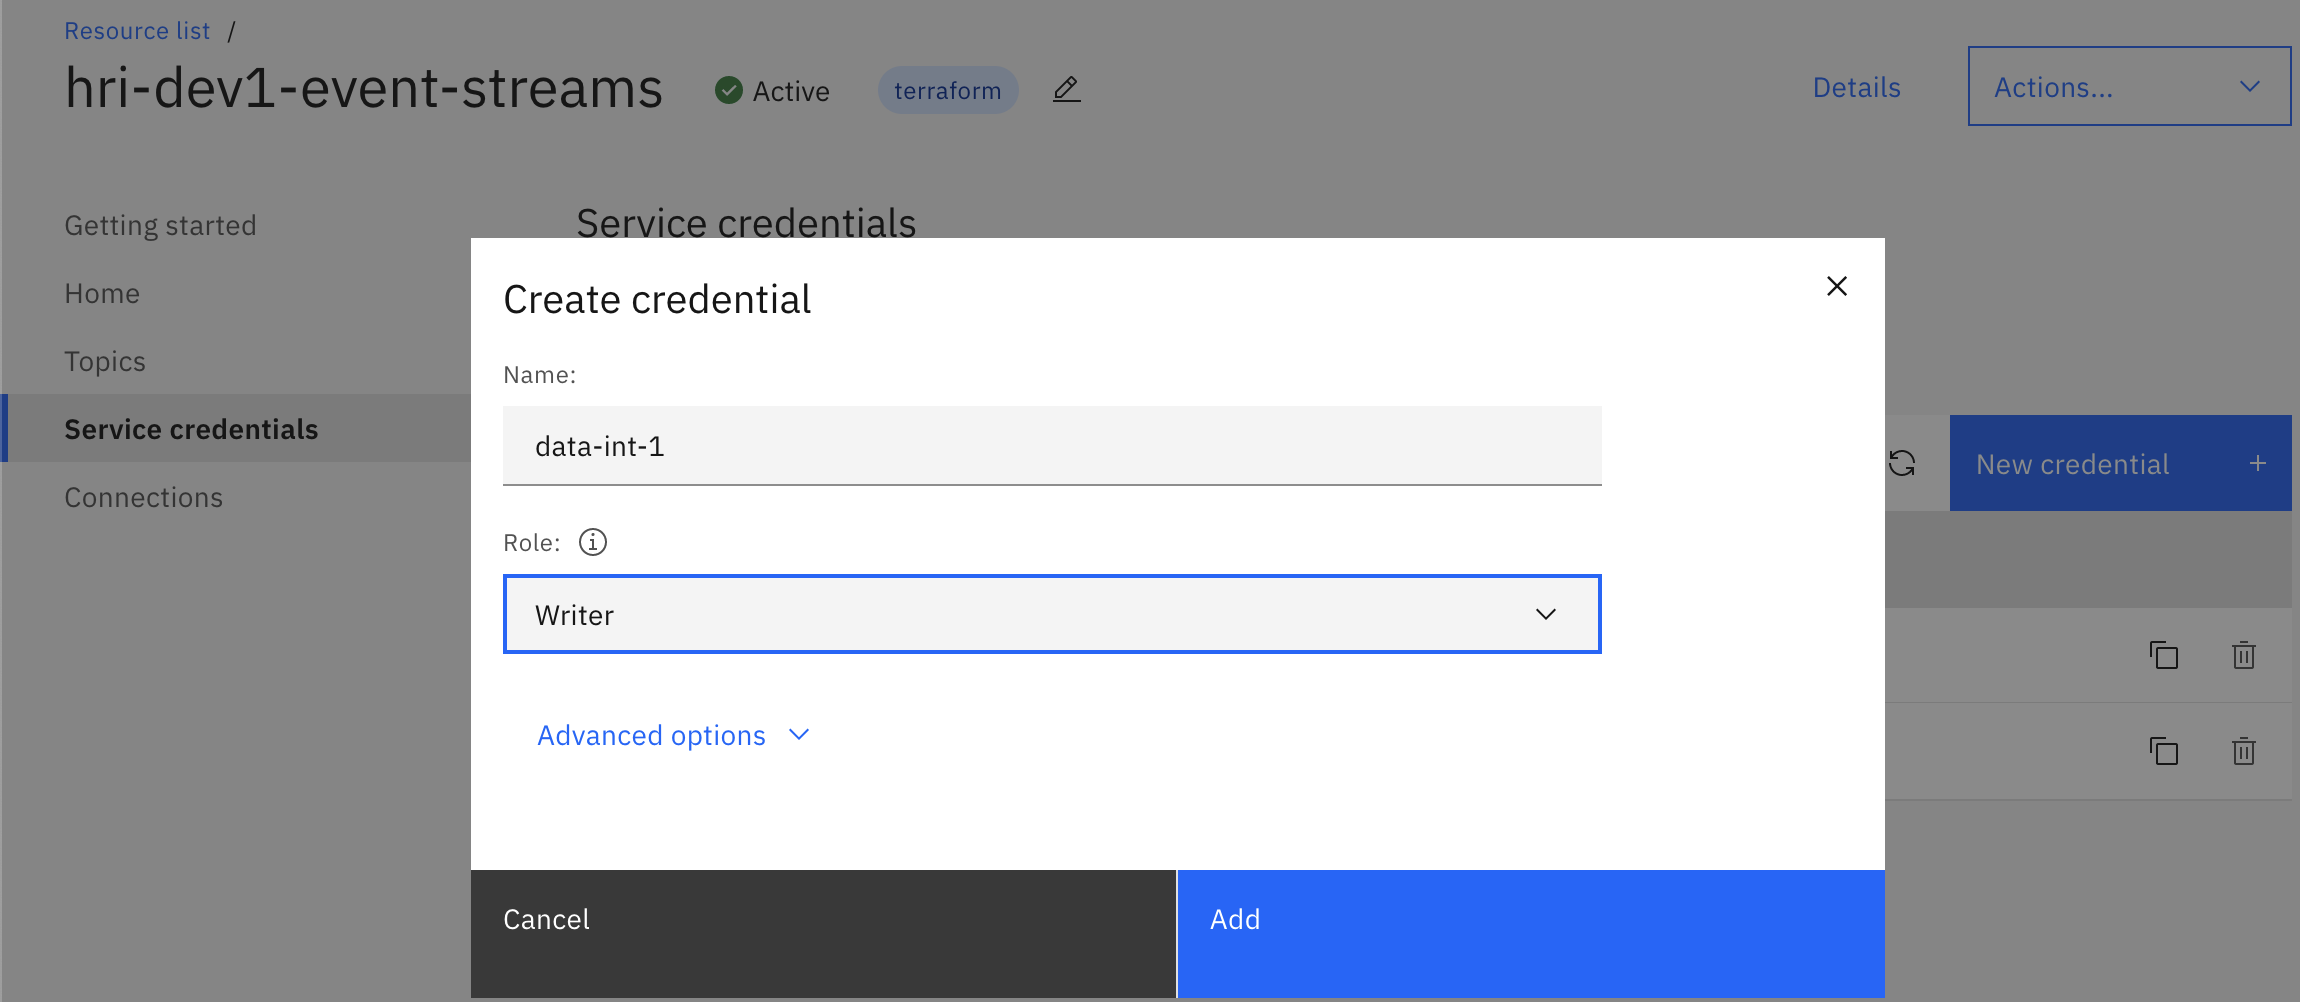 Resource list /
hri-dev1-event-streams Active terraform Details Actions...
Getting started
Home
Topics
Service credentials
Connections
Service credentials
New credential +
Create credential
Name:
data-int-1
Role:
Writer
Advanced options
Cancel Add